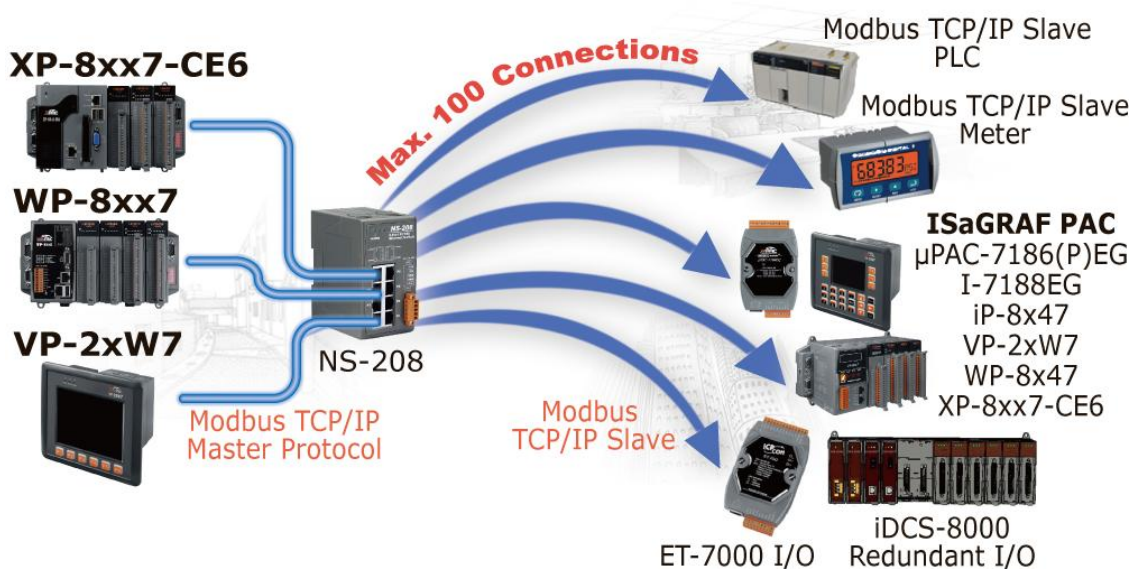 XP-8xx7-CE6
WP-8xx7
VP-2xW7
Modbus TCP/IP
Master Protocol
NS-208
NS-208
Max. 100 Connections
Modbus
TCP/IP Slave
Modbus TCP/IP Slave
PLC
Modbus TCP/IP Slave
Meter
68383
ISaGRAF PAC
µPAC-7186(P)EG
I-7188EG
iP-8x47
VP-2xW7
WP-8x47
XP-8xx7-CE6
ET-7000 I/O
iDCS-8000
Redundant I/O